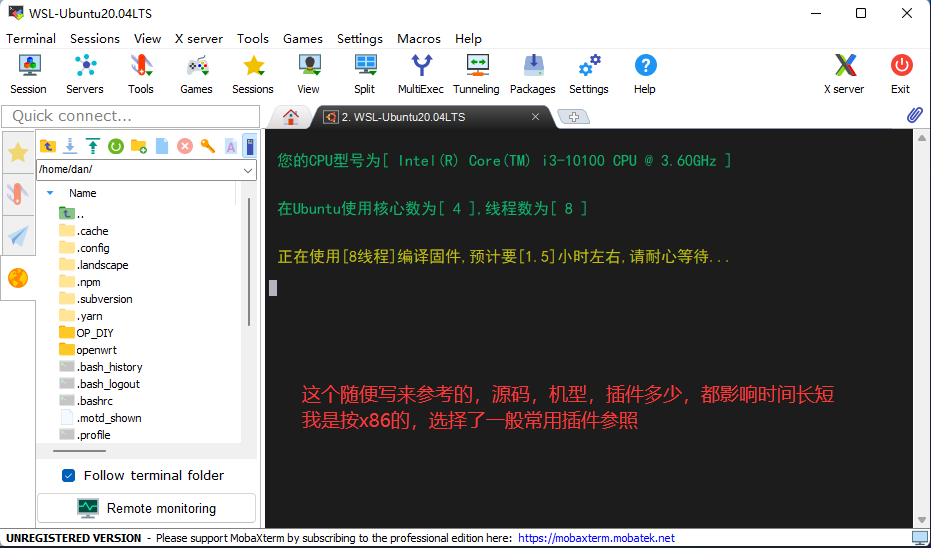 WSL-Ubuntu20.04LTS
Terminal Sessions View X server Tools Games Settings Macros Help
Session Servers Tools Games Sessions View Split MultiExec Tunneling Packages Settings Help X server Exit
Quick connect...
2. WSL-Ubuntu20.04LTS
/home/dan/
Name
..
.cache
.config
.landscape
.npm
.subversion
.yarn
OP_DIY
openwrt
.bash_history
.bash_logout
.bashrc
.motd_shown
.profile
Follow terminal folder
Remote monitoring
您的CPU型号为[ Intel(R) Core(TM) i3-10100 CPU @ 3.60GHz ]
在Ubuntu使用核心数为[ 4 ],线程数为[ 8 ]
正在使用[8线程]编译固件,预计要[1.5]小时左右,请耐心等待...
这个随便写来参考的，源码，机型，插件多少，都影响时间长短
我是按x86的，选择了一般常用插件参照
UNREGISTERED VERSION - Please support MobaXterm by subscribing to the professional edition here: https://mobaxterm.mobatek.net